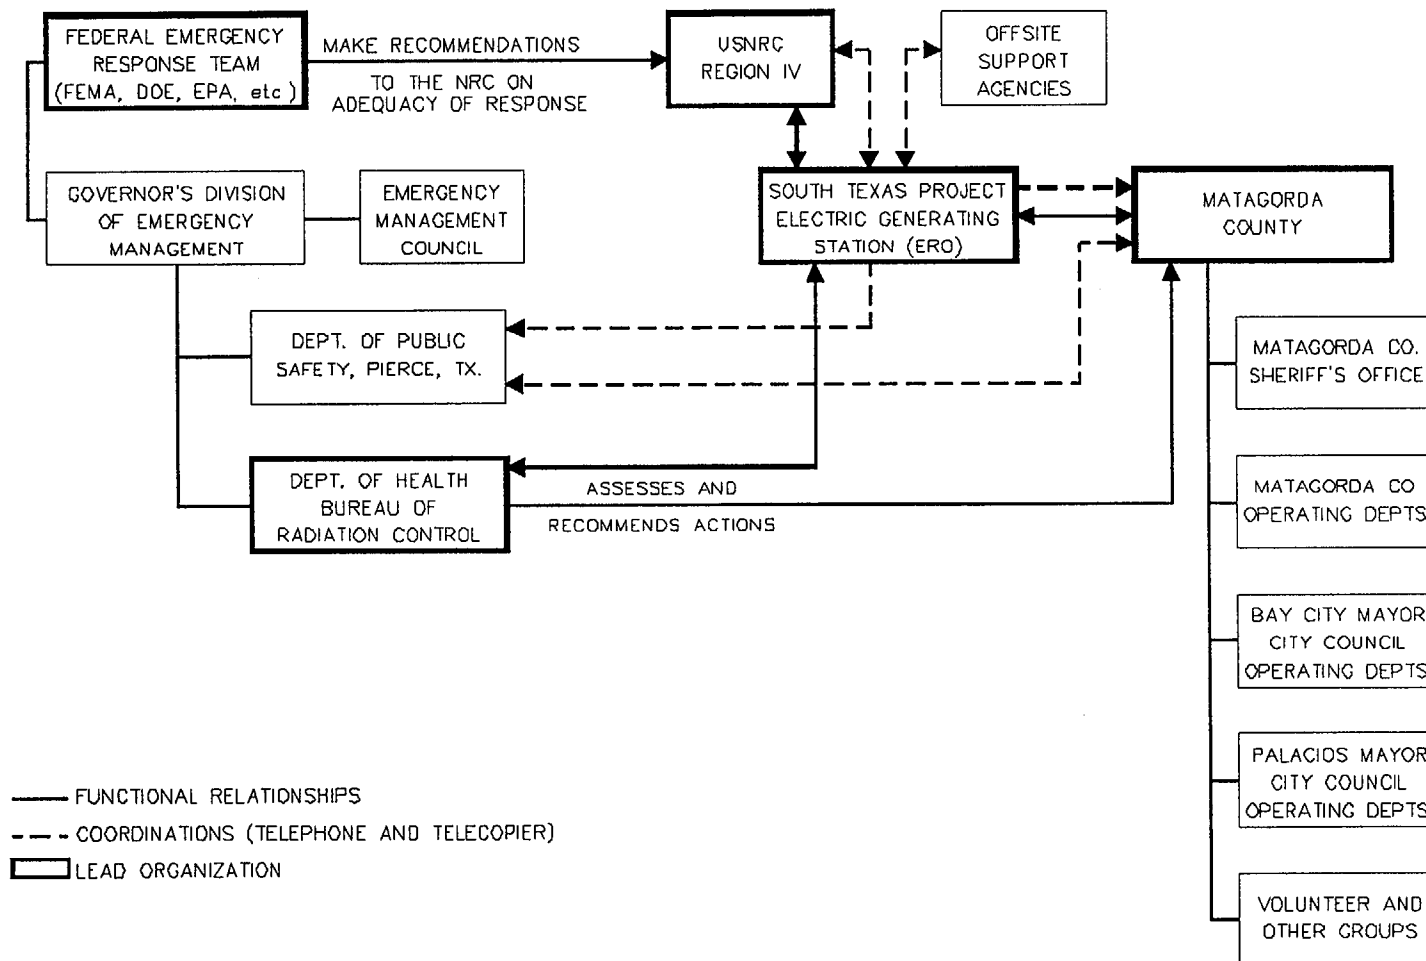 FEDERAL EMERGENCY
RESPONSE TEAM
(FEMA, DOE, EPA, etc)
MAKE RECOMMENDATIONS
TO THE NRC ON
ADEQUACY OF RESPONSE
USNRC
REGION IV
OFFSITE
SUPPORT
AGENCIES
GOVERNOR'S DIVISION
OF EMERGENCY
MANAGEMENT
EMERGENCY
MANAGEMENT
COUNCIL
SOUTH TEXAS PROJECT
ELECTRIC GENERATING
STATION (ERO)
MATAGORDA
COUNTY
DEPT. OF PUBLIC
SAFETY, PIERCE, TX.
MATAGORDA CO.
SHERIFF'S OFFICE
DEPT. OF HEALTH
BUREAU OF
RADIATION CONTROL
ASSESSES AND
RECOMMENDS ACTIONS
MATAGORDA CO
OPERATING DEPTS
BAY CITY MAYOR
CITY COUNCIL
OPERATING DEPTS
PALACIOS MAYOR
CITY COUNCIL
OPERATING DEPTS
VOLUNTEER AND
OTHER GROUPS
FUNCTIONAL RELATIONSHIPS
COORDINATIONS (TELEPHONE AND TELECOPIER)
LEAD ORGANIZATION